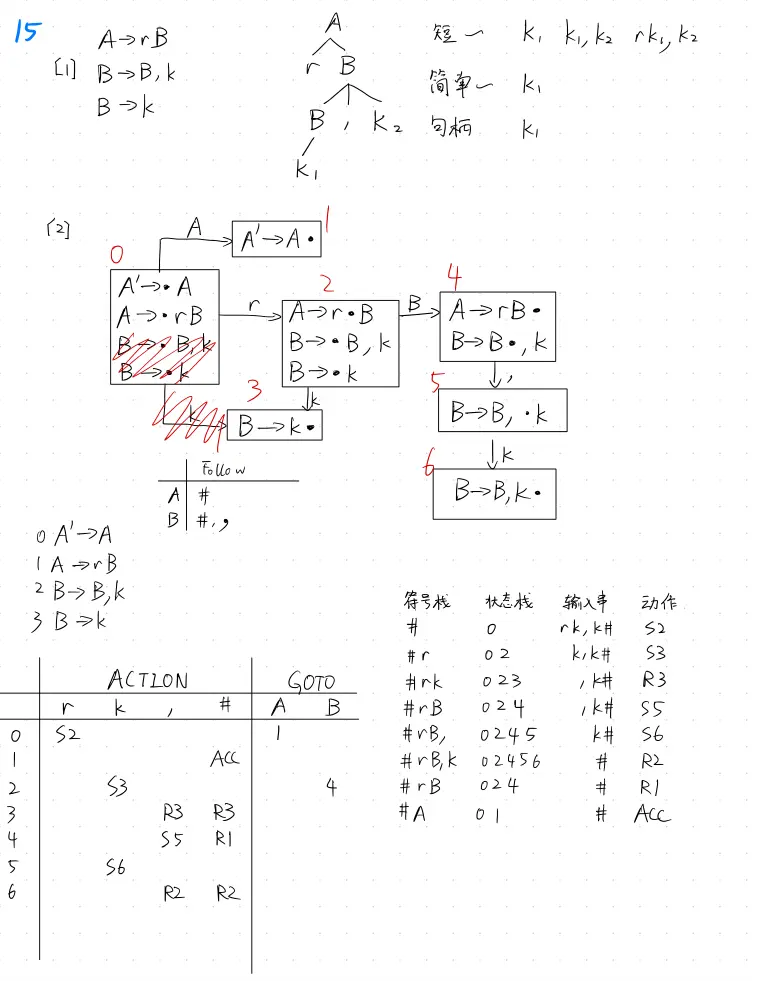 15
[1]
A→rB
B→B,k
B→k
A
r B
B , k₂
k₁
短~ k₁ k₁,k₂ rk₁,k₂
简单~ k₁
句柄 k₁
[2]
0
A'→·A
A→·rB
B→·B,k
B→·k
A
1
A'→A·
r
2
A→r·B
B→·B,k
B→·k
k
k
3
B→k·
B
4
A→rB·
B→B·,k
,
5
B→B,·k
k
6
B→B,k·
Follow
A #
B #,,
0 A'→A
1 A→rB
2 B→B,k
3 B→k
ACTION GOTO
r k , # A B
0 S2 1
1 ACC
2 S3 4
3 R3 R3
4 S5 R1
5 S6
6 R2 R2
符号栈 状态栈 输入串 动作
# 0 rk,k# S2
#r 02 k,k# S3
#rk 023 ,k# R3
#rB 024 ,k# S5
#rB, 0245 k# S6
#rB,k 02456 # R2
#rB 024 # R1
#A 01 # ACC